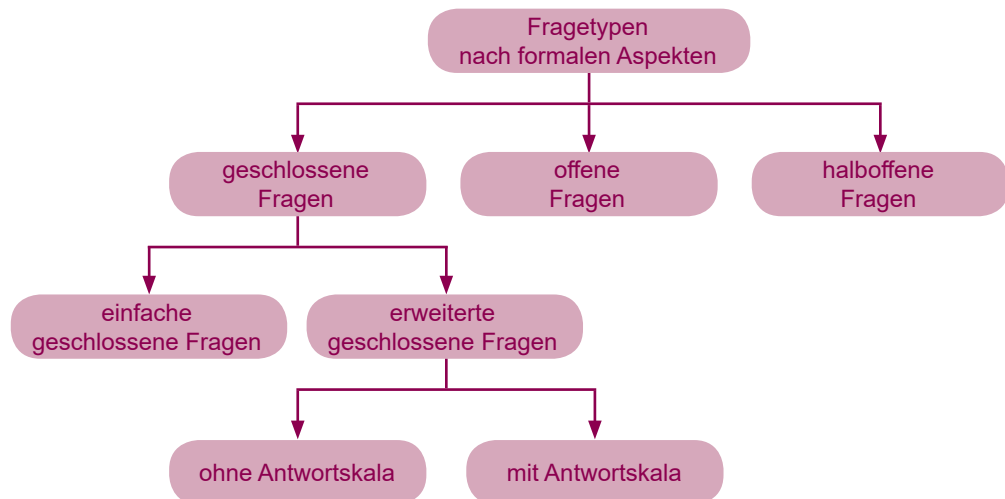 Fragetypen
nach formalen Aspekten
geschlossene
Fragen
offene
Fragen
halboffene
Fragen
einfache
geschlossene Fragen
erweiterte
geschlossene Fragen
ohne Antwortskala
mit Antwortskala